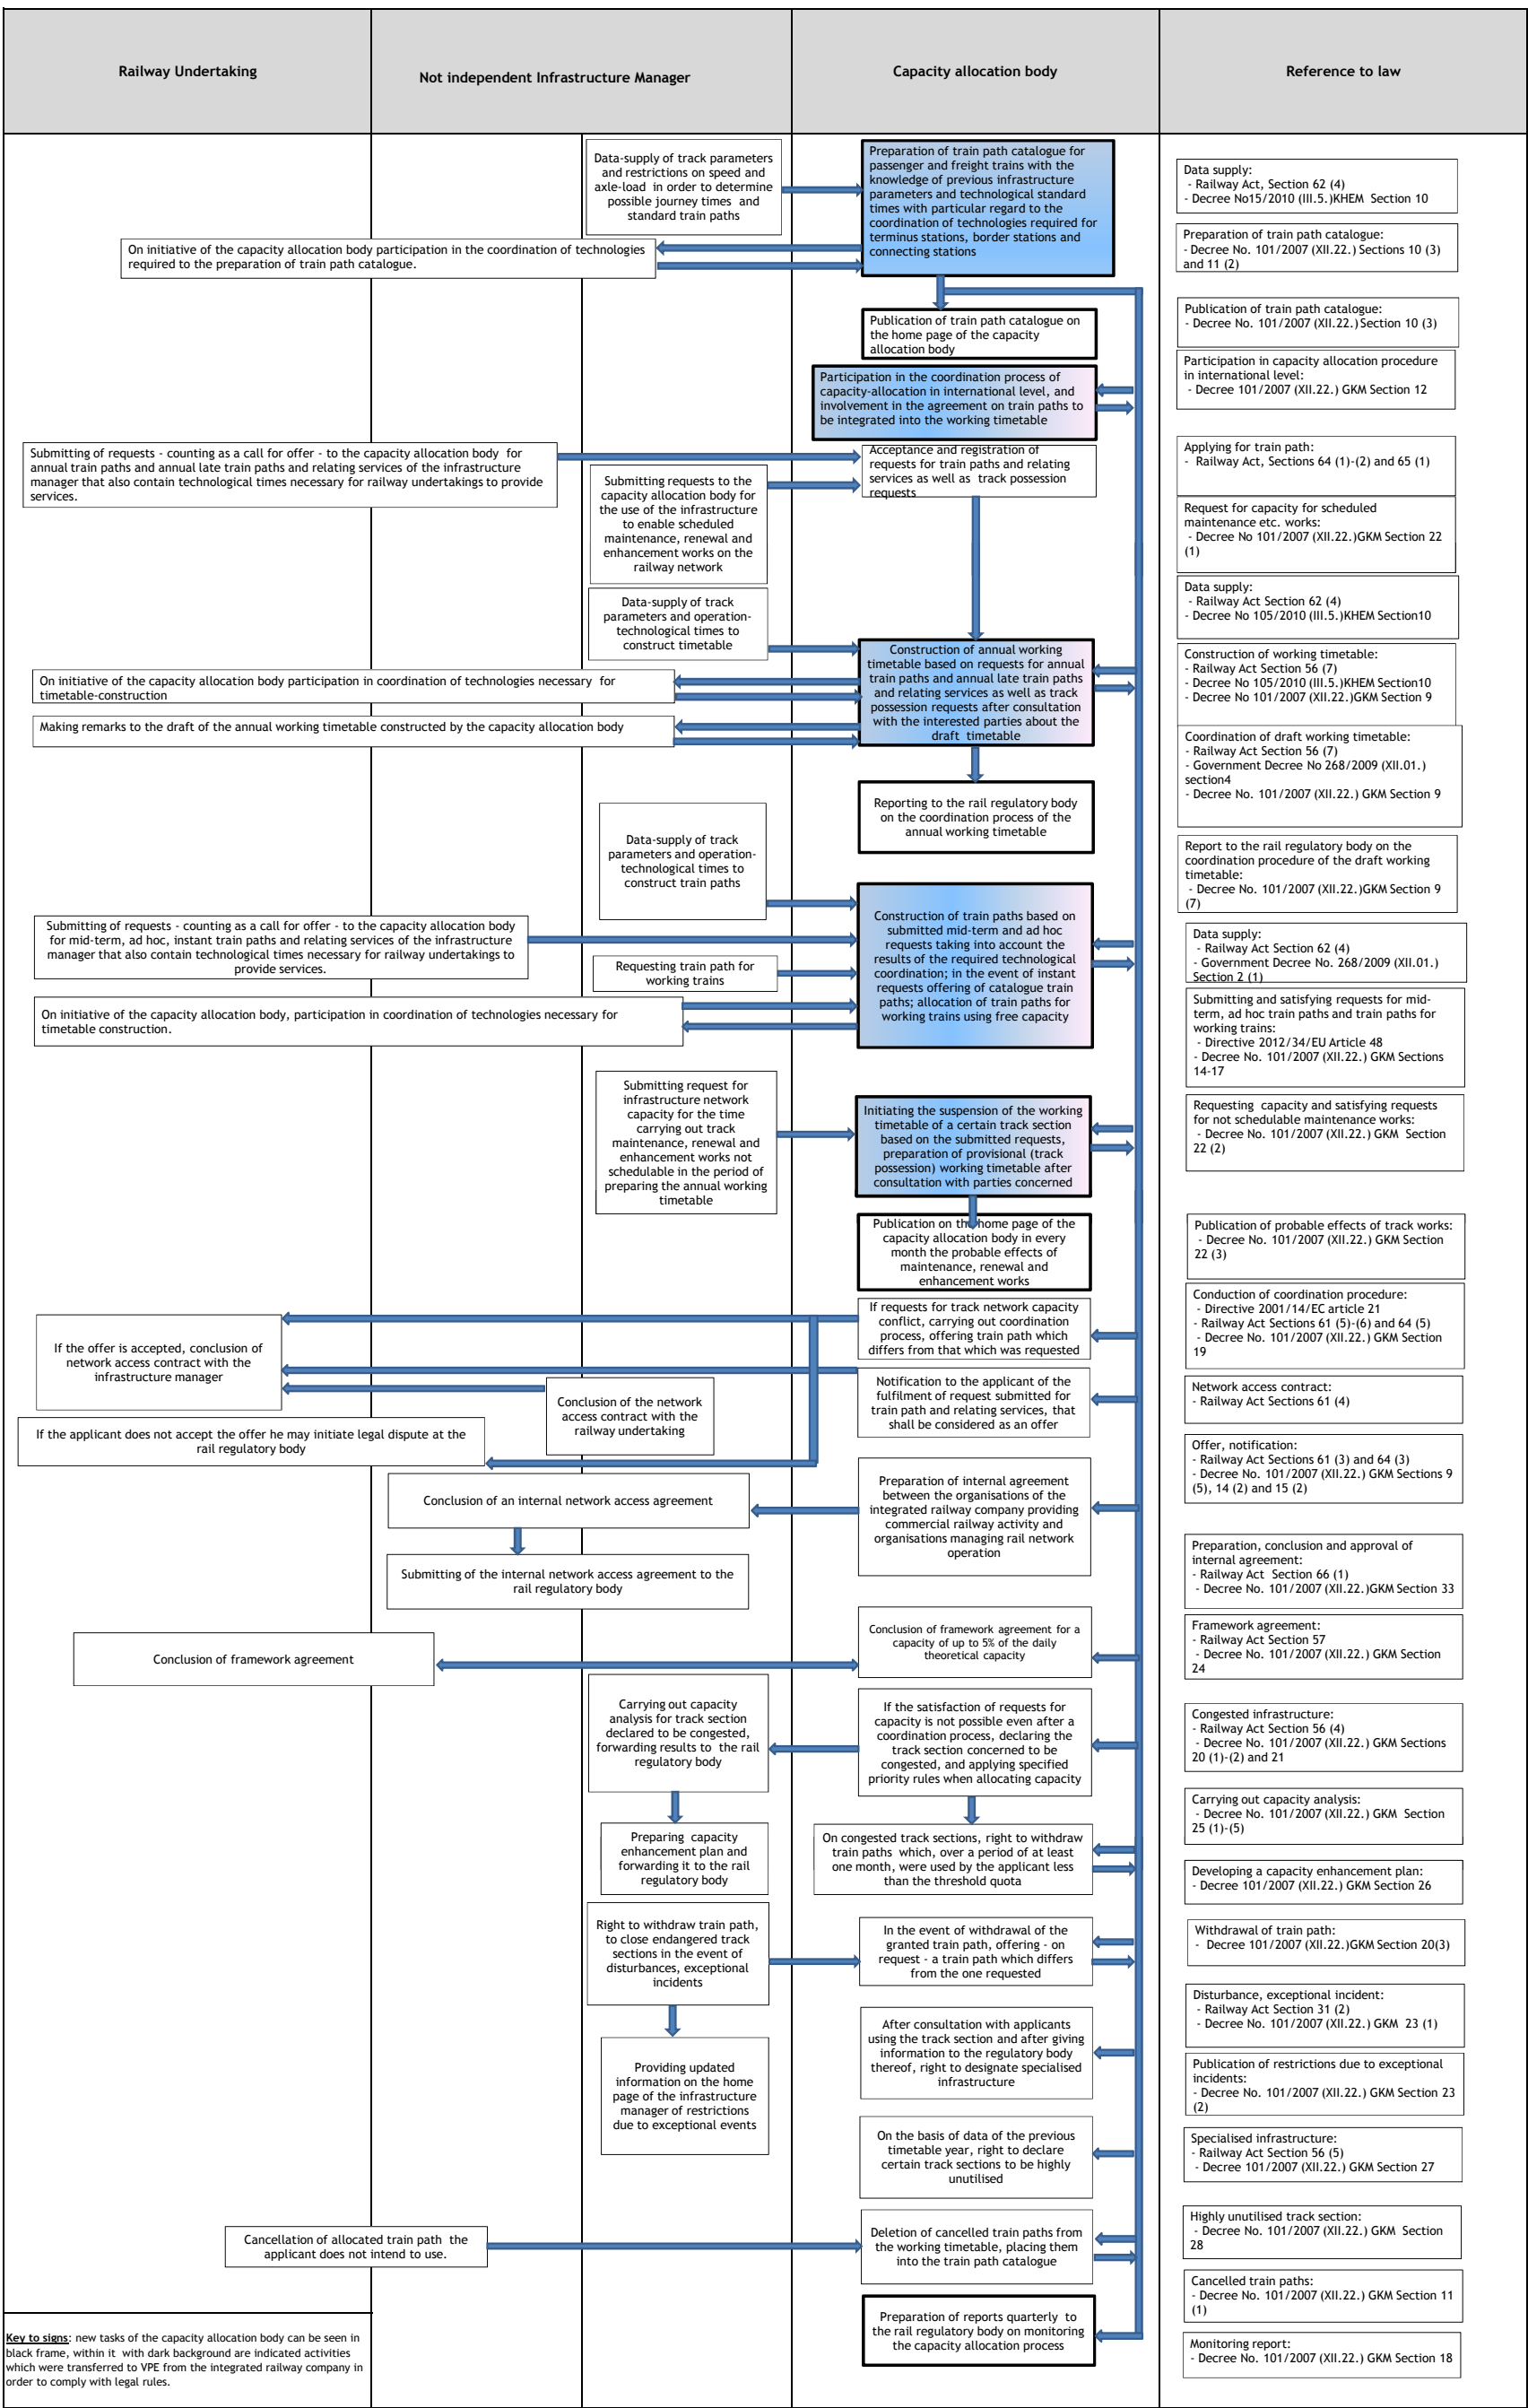 Railway Undertaking
Not independent Infrastructure Manager
Capacity allocation body
Reference to law
Data-supply of track parameters
and restrictions on speed and
axle-load in order to determine
possible journey times and
standard train paths
Preparation of train path catalogue for
passenger and freight trains with the
knowledge of previous infrastructure
parameters and technological standard
times with particular regard to the
coordination of technologies required for
terminus stations, border stations and
connecting stations
Data supply:
- Railway Act, Section 62 (4)
- Decree No15/2010 (III.5.)KHEM Section 10
On initiative of the capacity allocation body participation in the coordination of technologies
required to the preparation of train path catalogue.
Preparation of train path catalogue:
- Decree No. 101/2007 (XII.22.) Sections 10 (3)
and 11 (2)
Publication of train path catalogue on
the home page of the capacity
allocation body
Publication of train path catalogue:
- Decree No. 101/2007 (XII.22.) Section 10 (3)
Participation in the coordination process of
capacity-allocation in international level, and
involvement in the agreement on train paths to
be integrated into the working timetable
Participation in capacity allocation procedure
in international level:
- Decree 101/2007 (XII.22.) GKM Section 12
Submitting of requests - counting as a call for offer - to the capacity allocation body for
annual train paths and annual late train paths and relating services of the infrastructure
manager that also contain technological times necessary for railway undertakings to provide
services.
Submitting requests to the
capacity allocation body for
the use of the infrastructure
to enable scheduled
maintenance, renewal and
enhancement works on the
railway network
Acceptance and registration of
requests for train paths and relating
services as well as track possession
requests
Applying for train path:
- Railway Act, Sections 64 (1)-(2) and 65 (1)
Request for capacity for scheduled
maintenance etc. works:
- Decree No 101/2007 (XII.22.)GKM Section 22
(1)
Data-supply of track
parameters and operation-
technological times to
construct timetable
Data supply:
- Railway Act Section 62 (4)
- Decree No 105/2010 (III.5.)KHEM Section10
Construction of annual working
timetable based on requests for annual
train paths and annual late train paths
and relating services as well as track
possession requests after consultation
with the interested parties about the
draft timetable
Construction of working timetable:
- Railway Act Section 56 (7)
- Decree No 105/2010 (III.5.)KHEM Section10
- Decree No 101/2007 (XII.22.)GKM Section 9
On initiative of the capacity allocation body participation in coordination of technologies necessary for
timetable-construction
Making remarks to the draft of the annual working timetable constructed by the capacity allocation body
Coordination of draft working timetable:
- Railway Act Section 56 (7)
- Government Decree No 268/2009 (XII.01.)
section4
- Decree No. 101/2007 (XII.22.) GKM Section 9
Reporting to the rail regulatory body
on the coordination process of the
annual working timetable
Data-supply of track
parameters and operation-
technological times to
construct train paths
Report to the rail regulatory body on the
coordination procedure of the draft working
timetable:
- Decree No. 101/2007 (XII.22.)GKM Section 9
(7)
Submitting of requests - counting as a call for offer - to the capacity allocation body
for mid-term, ad hoc, instant train paths and relating services of the infrastructure
manager that also contain technological times necessary for railway undertakings to
provide services.
Requesting train path for
working trains
Construction of train paths based on
submitted mid-term and ad hoc
requests taking into account the
results of the required technological
coordination; in the event of instant
requests offering of catalogue train
paths; allocation of train paths for
working trains using free capacity
Data supply:
- Railway Act Section 62 (4)
- Government Decree No. 268/2009 (XII.01.)
Section 2 (1)
On initiative of the capacity allocation body, participation in coordination of technologies necessary for
timetable construction.
Submitting and satisfying requests for mid-
term, ad hoc train paths and train paths for
working trains:
- Directive 2012/34/EU Article 48
- Decree No. 101/2007 (XII.22.) GKM Sections
14-17
Submitting request for
infrastructure network
capacity for the time
carrying out track
maintenance, renewal and
enhancement works not
schedulable in the period of
preparing the annual working
timetable
Initiating the suspension of the working
timetable of a certain track section
based on the submitted requests,
preparation of provisional (track
possession) working timetable after
consultation with parties concerned
Requesting capacity and satisfying requests
for not schedulable maintenance works:
- Decree No. 101/2007 (XII.22.) GKM Section
22 (2)
Publication on the home page of the
capacity allocation body in every
month the probable effects of
maintenance, renewal and
enhancement works
Publication of probable effects of track works:
- Decree No. 101/2007 (XII.22.) GKM Section
22 (3)
If the offer is accepted, conclusion of
network access contract with the
infrastructure manager
If requests for track network capacity
conflict, carrying out coordination
process, offering train path which
differs from that which was requested
Conduction of coordination procedure:
- Directive 2001/14/EC article 21
- Railway Act Sections 61 (5)-(6) and 64 (5)
- Decree No. 101/2007 (XII.22.) GKM Section
19
Conclusion of the network
access contract with the
railway undertaking
Notification to the applicant of the
fulfilment of request submitted for
train path and relating services, that
shall be considered as an offer
Network access contract:
- Railway Act Sections 61 (4)
If the applicant does not accept the offer he may initiate legal dispute at the
rail regulatory body
Offer, notification:
- Railway Act Sections 61 (3) and 64 (3)
- Decree No. 101/2007 (XII.22.) GKM Sections 9
(5), 14 (2) and 15 (2)
Conclusion of an internal network access agreement
Preparation of internal agreement
between the organisations of the
integrated railway company providing
commercial railway activity and
organisations managing rail network
operation
Submitting of the internal network access agreement to the
rail regulatory body
Preparation, conclusion and approval of
internal agreement:
- Railway Act Section 66 (1)
- Decree No. 101/2007 (XII.22.)GKM Section 33
Conclusion of framework agreement
Conclusion of framework agreement for a
capacity of up to 5% of the daily
theoretical capacity
Framework agreement:
- Railway Act Section 57
- Decree No. 101/2007 (XII.22.) GKM Section
24
Carrying out capacity
analysis for track section
declared to be congested,
forwarding results to the rail
regulatory body
If the satisfaction of requests for
capacity is not possible even after a
coordination process, declaring the
track section concerned to be
congested, and applying specified
priority rules when allocating capacity
Congested infrastructure:
- Railway Act Section 56 (4)
- Decree No. 101/2007 (XII.22.) GKM Sections
20 (1)-(2) and 21
Carrying out capacity analysis:
- Decree No. 101/2007 (XII.22.) GKM Section
25 (1)-(5)
Preparing capacity
enhancement plan and
forwarding it to the rail
regulatory body
On congested track sections, right to withdraw
train paths which, over a period of at least
one month, were used by the applicant less
than the threshold quota
Developing a capacity enhancement plan:
- Decree 101/2007 (XII.22.) GKM Section 26
Right to withdraw train path,
to close endangered track
sections in the event of
disturbances, exceptional
incidents
In the event of withdrawal of the
granted train path, offering - on
request - a train path which differs
from the one requested
Withdrawal of train path:
- Decree 101/2007 (XII.22.)GKM Section 20(3)
Disturbance, exceptional incident:
- Railway Act Section 31 (2)
- Decree No. 101/2007 (XII.22.) GKM 23 (1)
Providing updated
information on the home
page of the infrastructure
manager of restrictions
due to exceptional events
After consultation with applicants
using the track section and after giving
information to the regulatory body
thereof, right to designate specialised
infrastructure
Publication of restrictions due to exceptional
incidents:
- Decree No. 101/2007 (XII.22.) GKM Section 23
(2)
On the basis of data of the previous
timetable year, right to declare
certain track sections to be highly
unutilised
Specialised infrastructure:
- Railway Act Section 56 (5)
- Decree 101/2007 (XII.22.) GKM Section 27
Cancellation of allocated train path the
applicant does not intend to use.
Deletion of cancelled train paths from
the working timetable, placing them
into the train path catalogue
Highly unutilised track section:
- Decree No. 101/2007 (XII.22.) GKM Section
28
Cancelled train paths:
- Decree No. 101/2007 (XII.22.) GKM Section 11
(1)
Preparation of reports quarterly to
the rail regulatory body on monitoring
the capacity allocation process
Monitoring report:
- Decree No. 101/2007 (XII.22.) GKM Section 18
Key to signs: new tasks of the capacity allocation body can be seen in
black frame, within it with dark background are indicated activities
which were transferred to VPE from the integrated railway company in
order to comply with legal rules.